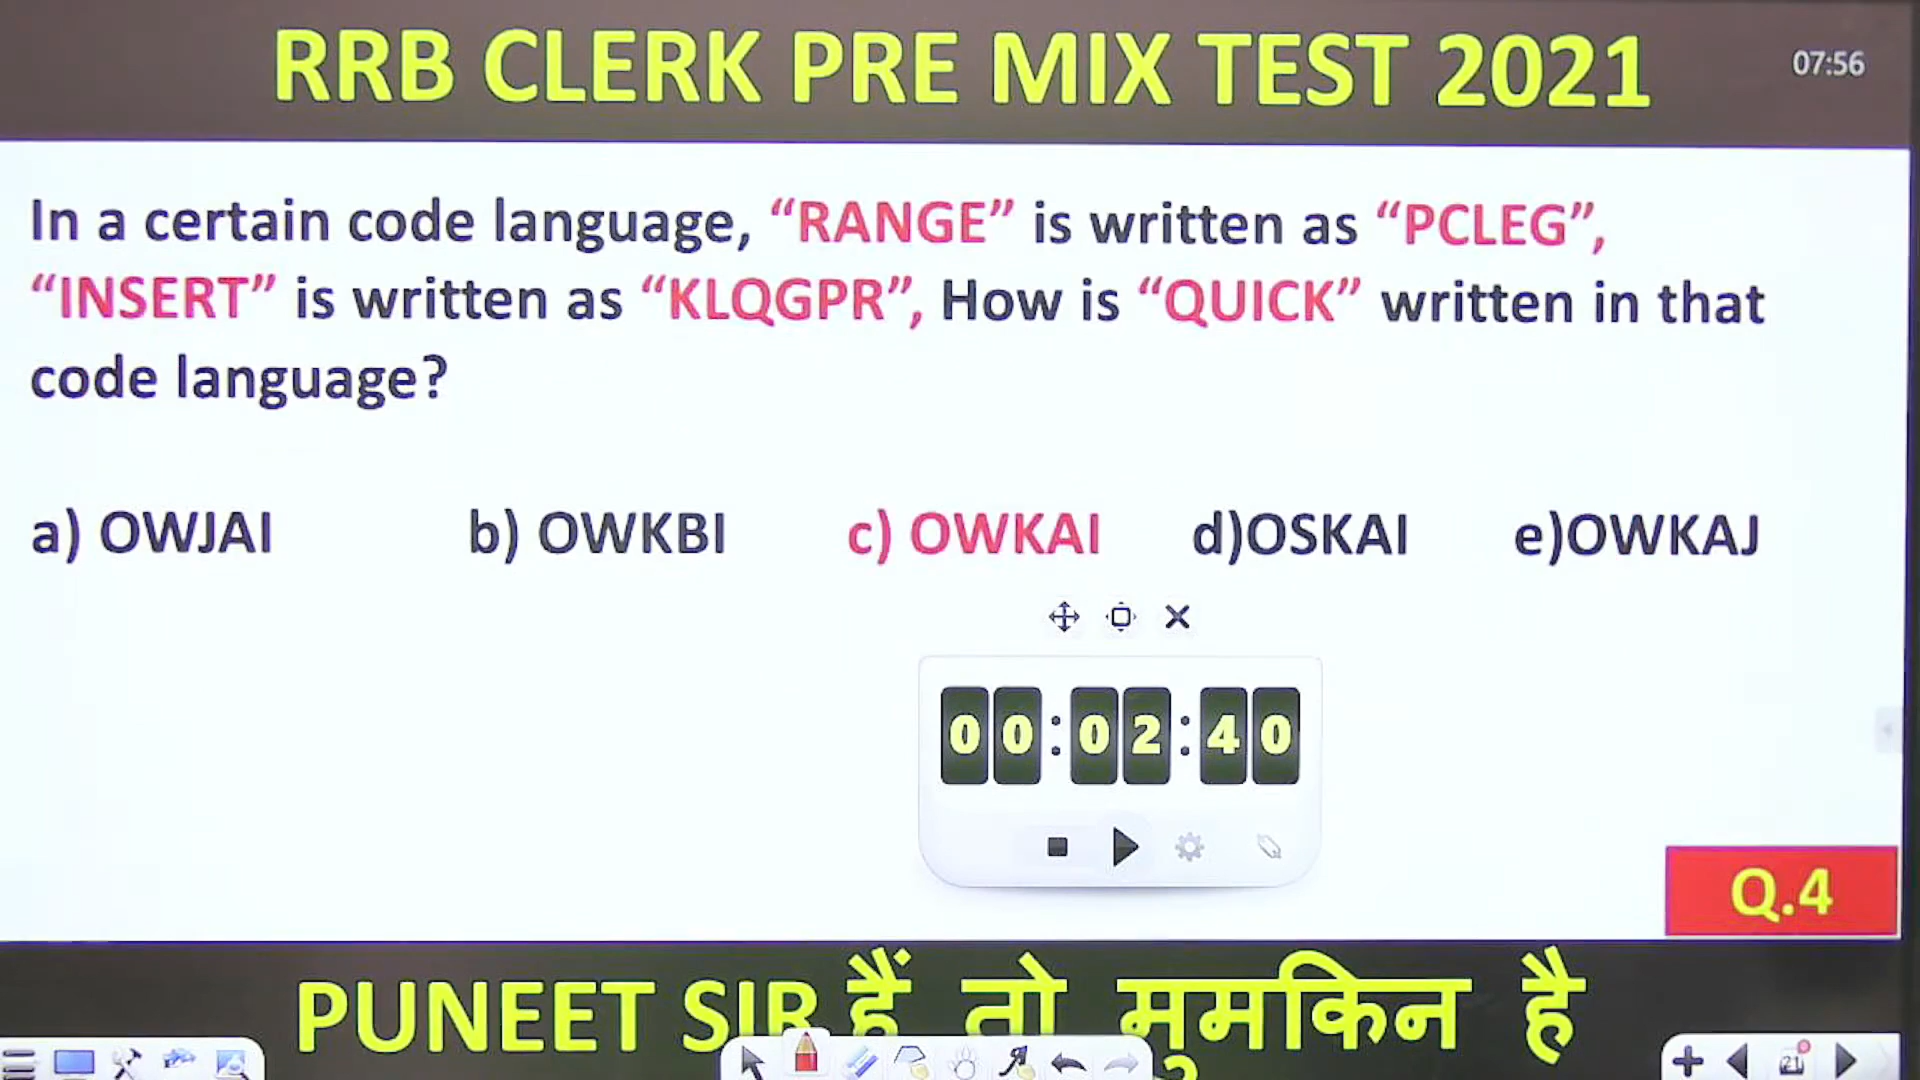 RRB CLERK PRE MIX TEST 2021
07:56
In a certain code language, “RANGE” is written as “PCLEG”,
“INSERT” is written as “KLQGPR”, How is “QUICK” written in that
code language?
a) OWJAI b) OWKBI c) OWKAI d)OSKAI e)OWKAJ
00:02:40
Q.4
PUNEET SIR हैं तो मुमकिन है
21